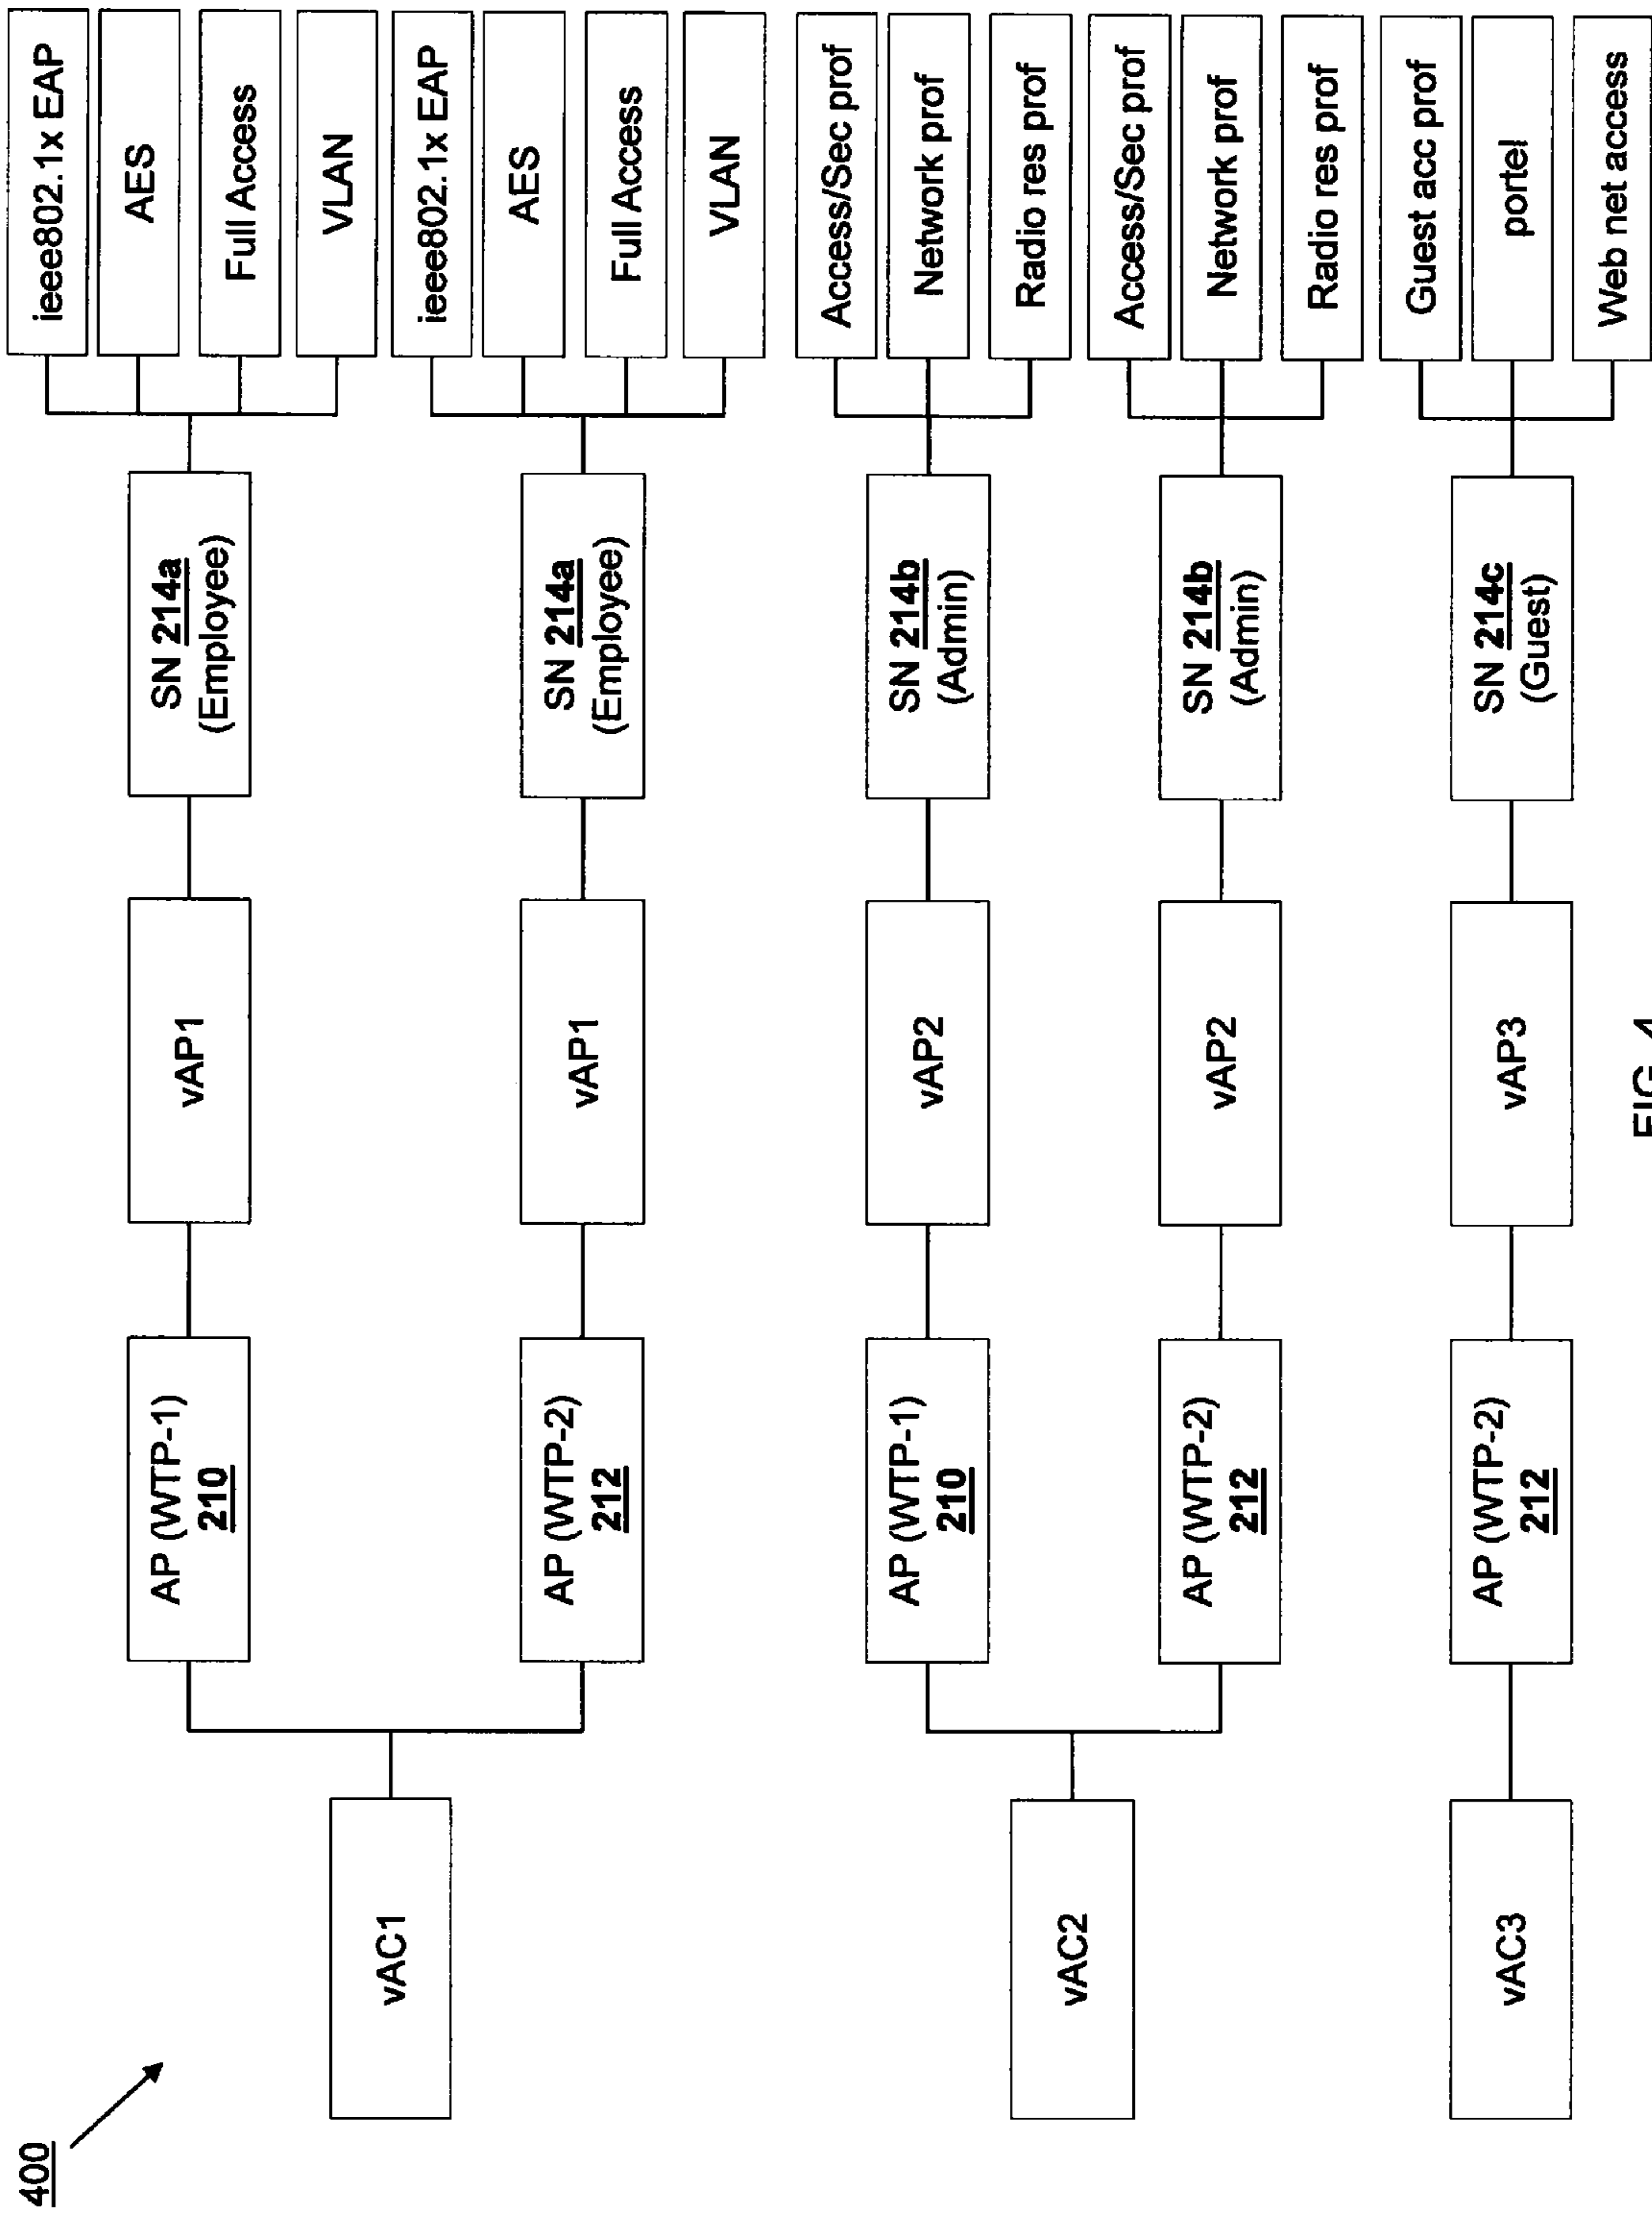 400
vAC1
AP (WTP-1)
210
vAP1
SN 214a
(Employee)
ieee802.1x EAP
AES
Full Access
VLAN
AP (WTP-2)
212
vAP1
SN 214a
(Employee)
ieee802.1x EAP
AES
Full Access
VLAN
vAC2
AP (WTP-1)
210
vAP2
SN 214b
(Admin)
Access/Sec prof
Network prof
Radio res prof
AP (WTP-2)
212
vAP2
SN 214b
(Admin)
Access/Sec prof
Network prof
Radio res prof
vAC3
AP (WTP-2)
212
vAP3
SN 214c
(Guest)
Guest acc prof
portel
Web net access
FIG. 4